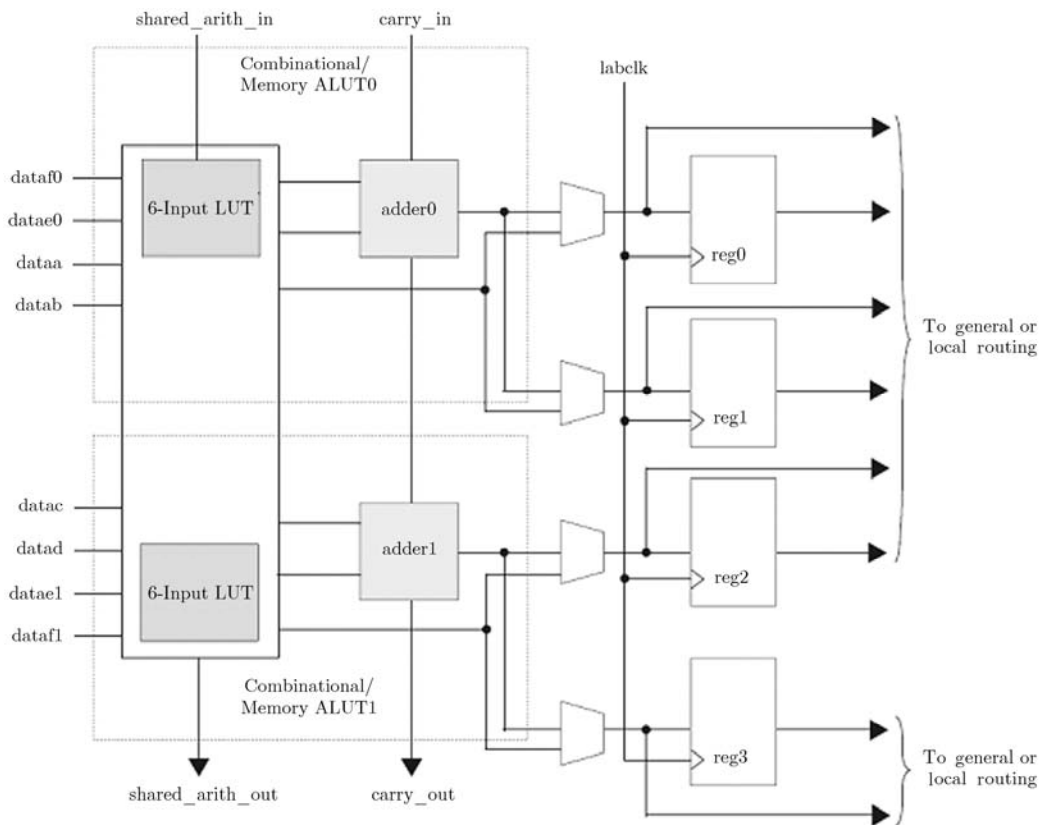 shared_arith_in
carry_in
Combinational/
Memory ALUT0
labclk
dataf0
datae0
dataa
datab
6-Input LUT
adder0
reg0
To general or
local routing
reg1
datac
datad
datae1
dataf1
6-Input LUT
adder1
reg2
Combinational/
Memory ALUT1
reg3
To general or
local routing
shared_arith_out
carry_out